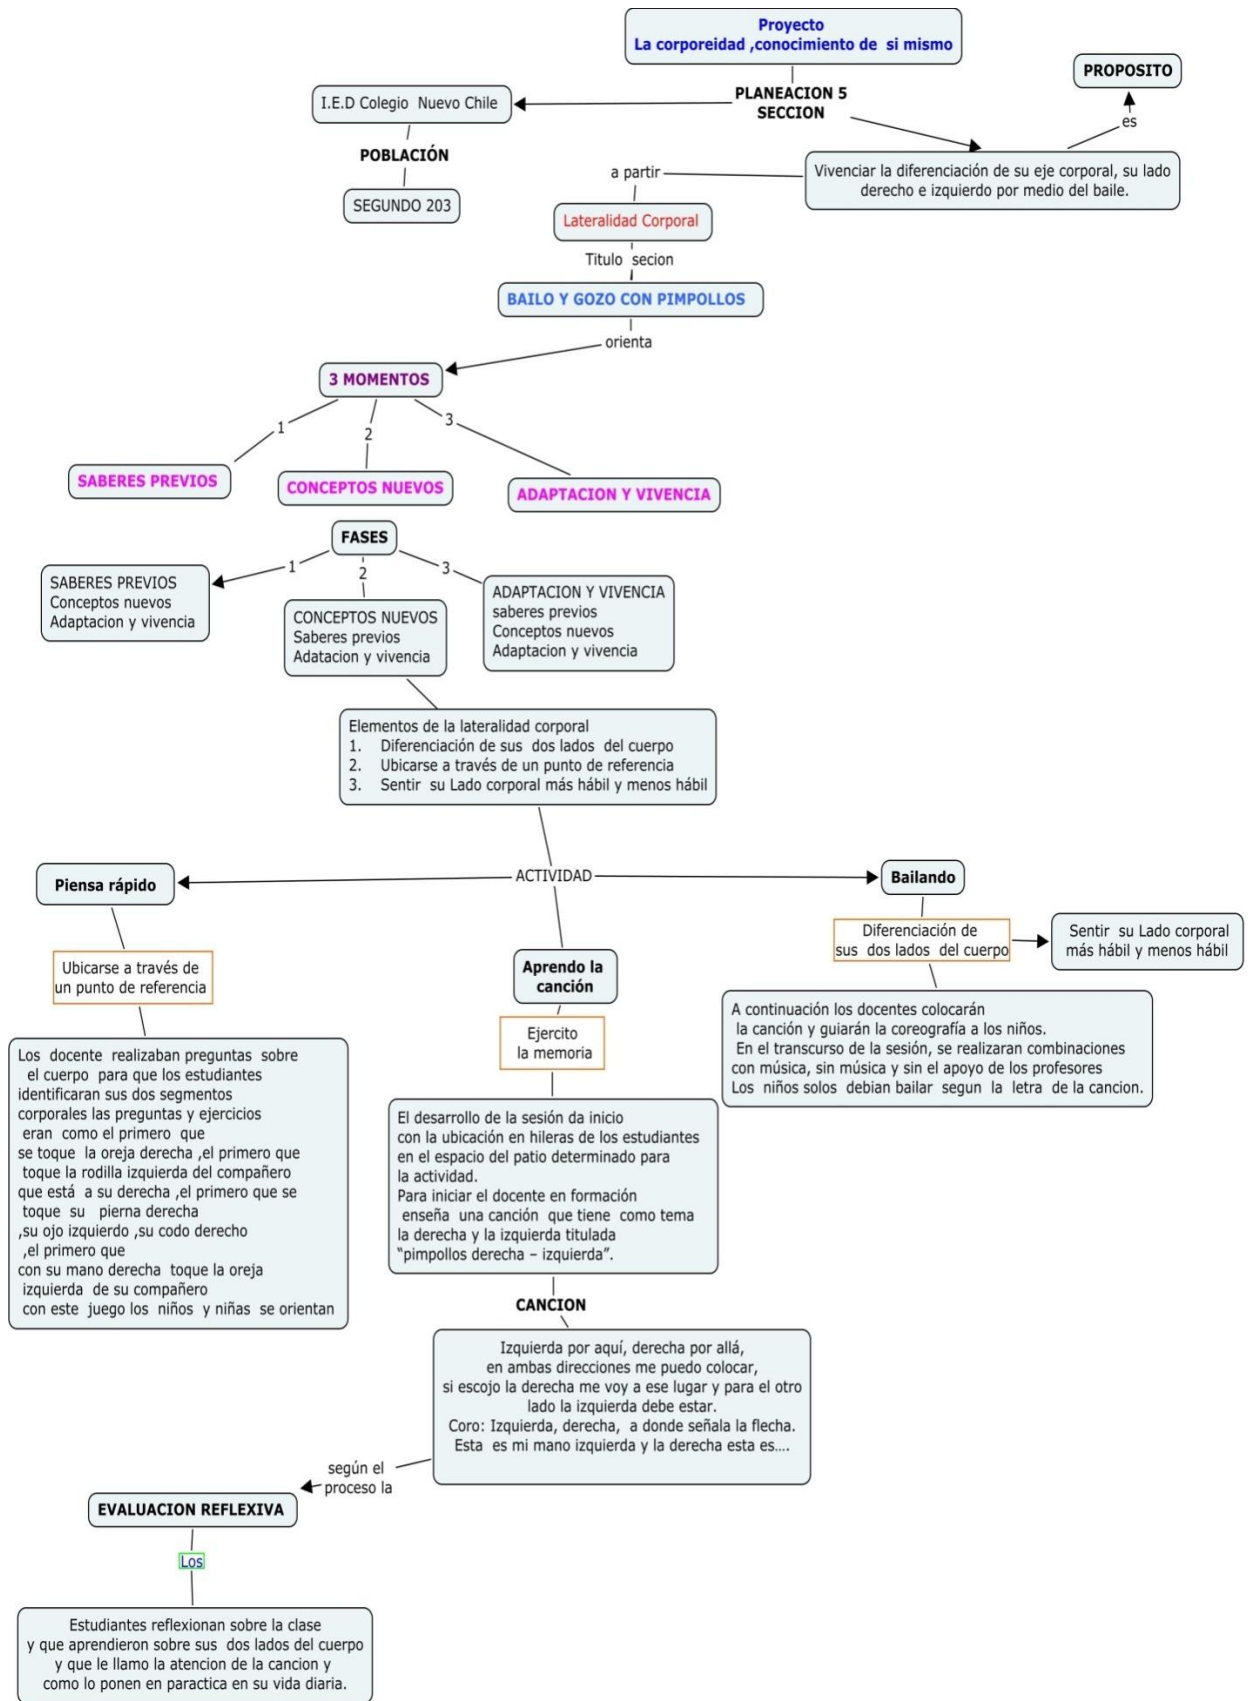 Proyecto
La corporeidad ,conocimiento de si mismo
PROPOSITO
es
PLANEACION 5
SECCION
I.E.D Colegio Nuevo Chile
POBLACIÓN
SEGUNDO 203
Vivenciar la diferenciación de su eje corporal, su lado
derecho e izquierdo por medio del baile.
a partir
Lateralidad Corporal
Titulo secion
BAILO Y GOZO CON PIMPOLLOS
orienta
3 MOMENTOS
1
2
3
SABERES PREVIOS
CONCEPTOS NUEVOS
ADAPTACION Y VIVENCIA
FASES
1
2
3
SABERES PREVIOS
Conceptos nuevos
Adaptacion y vivencia
CONCEPTOS NUEVOS
Saberes previos
Adatacion y vivencia
ADAPTACION Y VIVENCIA
saberes previos
Conceptos nuevos
Adaptacion y vivencia
Elementos de la lateralidad corporal
1. Diferenciación de sus dos lados del cuerpo
2. Ubicarse a través de un punto de referencia
3. Sentir su Lado corporal más hábil y menos hábil
ACTIVIDAD
Piensa rápido
Ubicarse a través de
un punto de referencia
Los docente realizaban preguntas sobre
el cuerpo para que los estudiantes
identificaran sus dos segmentos
corporales las preguntas y ejercicios
eran como el primero que
se toque la oreja derecha ,el primero que
toque la rodilla izquierda del compañero
que está a su derecha ,el primero que se
toque su pierna derecha
,su ojo izquierdo ,su codo derecho
,el primero que
con su mano derecha toque la oreja
izquierda de su compañero
con este juego los niños y niñas se orientan
Aprendo la
canción
Ejercito
la memoria
El desarrollo de la sesión da inicio
con la ubicación en hileras de los estudiantes
en el espacio del patio determinado para
la actividad.
Para iniciar el docente en formación
enseña una canción que tiene como tema
la derecha y la izquierda titulada
“pimpollos derecha – izquierda”.
CANCION
Izquierda por aquí, derecha por allá,
en ambas direcciones me puedo colocar,
si escojo la derecha me voy a ese lugar y para el otro
lado la izquierda debe estar.
Coro: Izquierda, derecha, a donde señala la flecha.
Esta es mi mano izquierda y la derecha esta es....
Bailando
Diferenciación de
sus dos lados del cuerpo
Sentir su Lado corporal
más hábil y menos hábil
A continuación los docentes colocarán
la canción y guiarán la coreografía a los niños.
En el transcurso de la sesión, se realizaran combinaciones
con música, sin música y sin el apoyo de los profesores
Los niños solos debian bailar segun la letra de la cancion.
según el
proceso la
EVALUACION REFLEXIVA
Los
Estudiantes reflexionan sobre la clase
y que aprendieron sobre sus dos lados del cuerpo
y que le llamo la atencion de la cancion y
como lo ponen en paractica en su vida diaria.